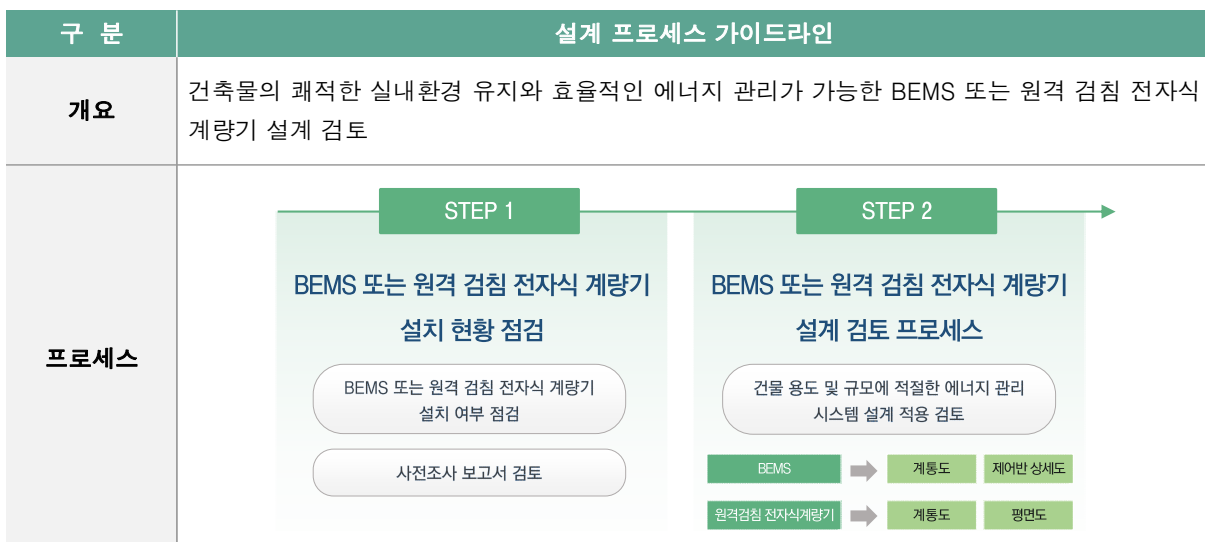 구 분
설계 프로세스 가이드라인
개요
건축물의 쾌적한 실내환경 유지와 효율적인 에너지 관리가 가능한 BEMS 또는 원격 검침 전자식
계량기 설계 검토
프로세스
STEP 1
BEMS 또는 원격 검침 전자식 계량기
설치 현황 점검
BEMS 또는 원격 검침 전자식 계량기
설치 여부 점검
사전조사 보고서 검토
STEP 2
BEMS 또는 원격 검침 전자식 계량기
설계 검토 프로세스
건물 용도 및 규모에 적절한 에너지 관리
시스템 설계 적용 검토
BEMS 계통도 제어반 상세도
원격검침 전자식계량기 계통도 평면도